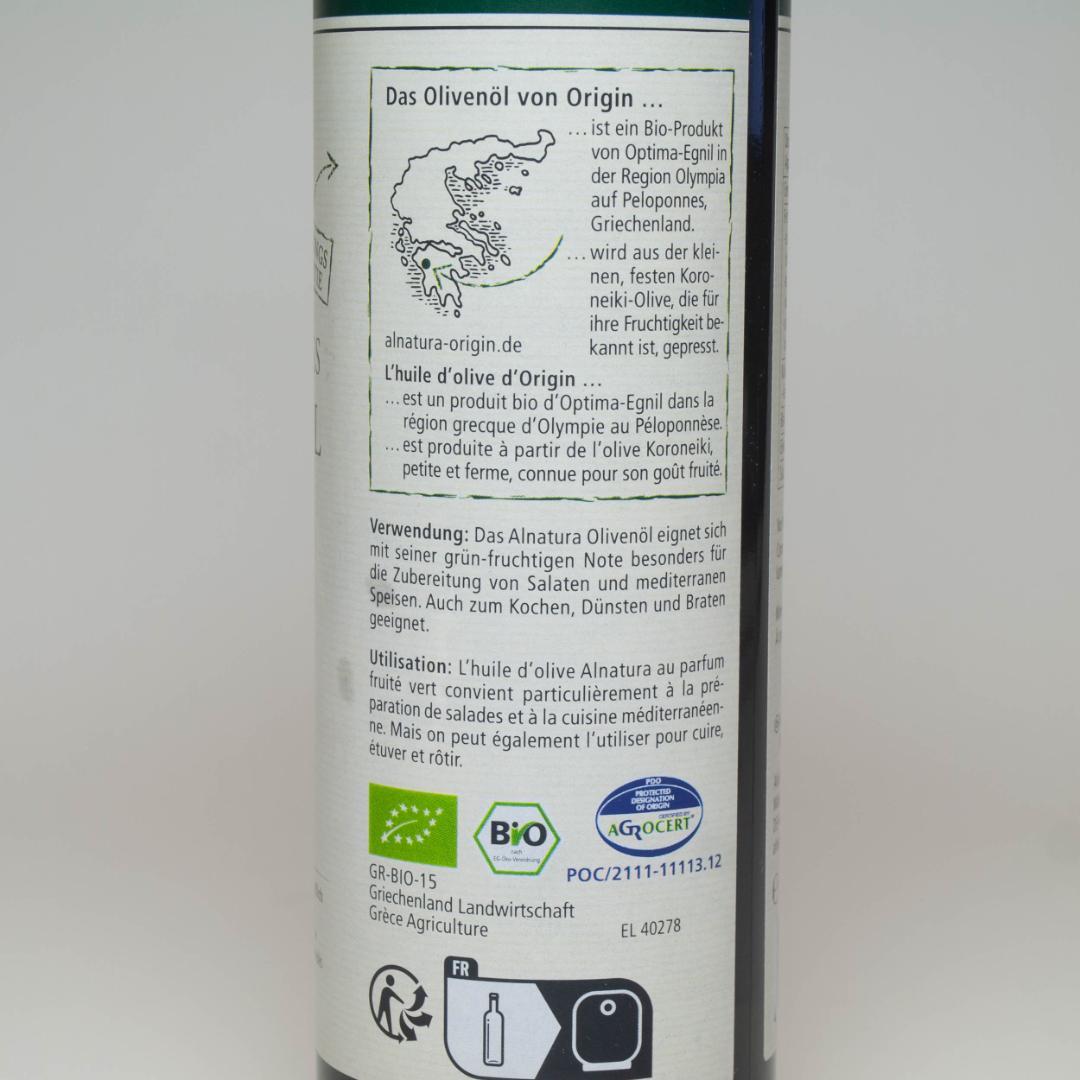 Das Olivenöl von Origin ...
... ist ein Bio-Produkt
von Optima-Egnil in
der Region Olympia
auf Peloponnes,
Griechenland.
... wird aus der klei-
nen, festen Koro-
neiki-Olive, die für
ihre Fruchtigkeit be-
kannt ist, gepresst.
alnatura-origin.de
L'huile d'olive d'Origin ...
... est un produit bio d'Optima-Egnil dans la
région grecque d'Olympie au Péloponnèse.
... est produite à partir de l'olive Koroneiki,
petite et ferme, connue pour son goût fruité.
Verwendung: Das Alnatura Olivenöl eignet sich
mit seiner grün-fruchtigen Note besonders für
die Zubereitung von Salaten und mediterranen
Speisen. Auch zum Kochen, Dünsten und Braten
geeignet.
Utilisation: L'huile d'olive Alnatura au parfum
fruité vert convient particulièrement à la pré-
paration de salades et à la cuisine méditerranéen-
ne. Mais on peut également l'utiliser pour cuire,
étuver et rôtir.
Bio
nach
EG-Öko-Verordnung
PDO
PROTECTED
DESIGNATION
OF ORIGIN
CERTIFIED BY
AGROCERT
POC/2111-11113.12
GR-BIO-15
Griechenland Landwirtschaft
Grèce Agriculture
EL 40278
FR